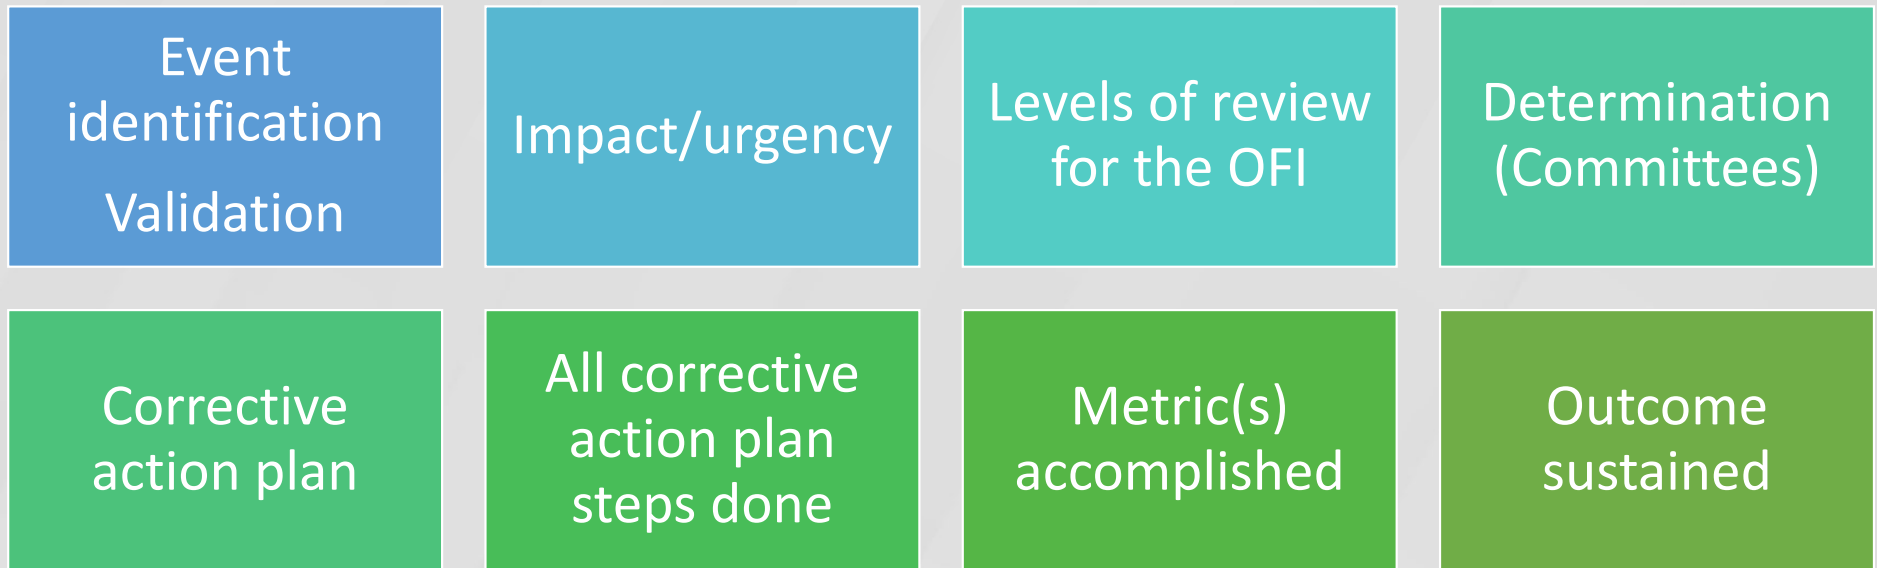 Event
identification
Validation
Impact/urgency
Levels of review
for the OFI
Determination
(Committees)
Corrective
action plan
All corrective
action plan
steps done
Metric(s)
accomplished
Outcome
sustained